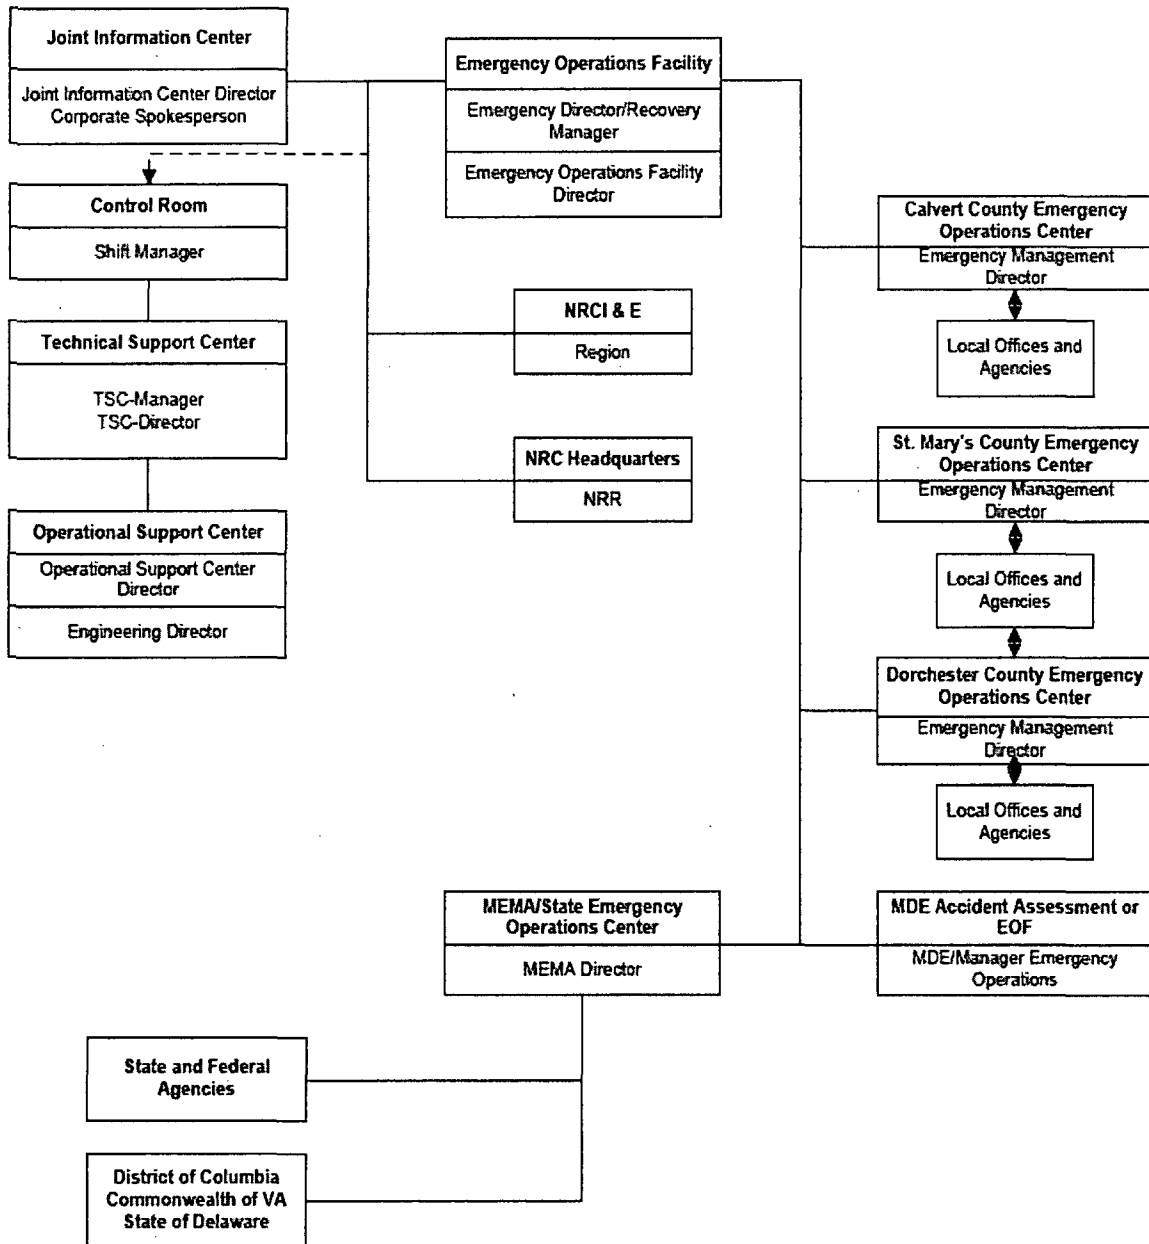 Joint Information Center
Joint Information Center Director
Corporate Spokesperson
Emergency Operations Facility
Emergency Director/Recovery
Manager
Emergency Operations Facility
Director
Control Room
Shift Manager
Technical Support Center
TSC-Manager
TSC-Director
Operational Support Center
Operational Support Center
Director
Engineering Director
NRCI & E
Region
NRC Headquarters
NRR
Calvert County Emergency
Operations Center
Emergency Management
Director
Local Offices and
Agencies
St. Mary's County Emergency
Operations Center
Emergency Management
Director
Local Offices and
Agencies
Dorchester County Emergency
Operations Center
Emergency Management
Director
Local Offices and
Agencies
MEMA/State Emergency
Operations Center
MEMA Director
MDE Accident Assessment or
EOF
MDE/Manager Emergency
Operations
State and Federal
Agencies
District of Columbia
Commonwealth of VA
State of Delaware